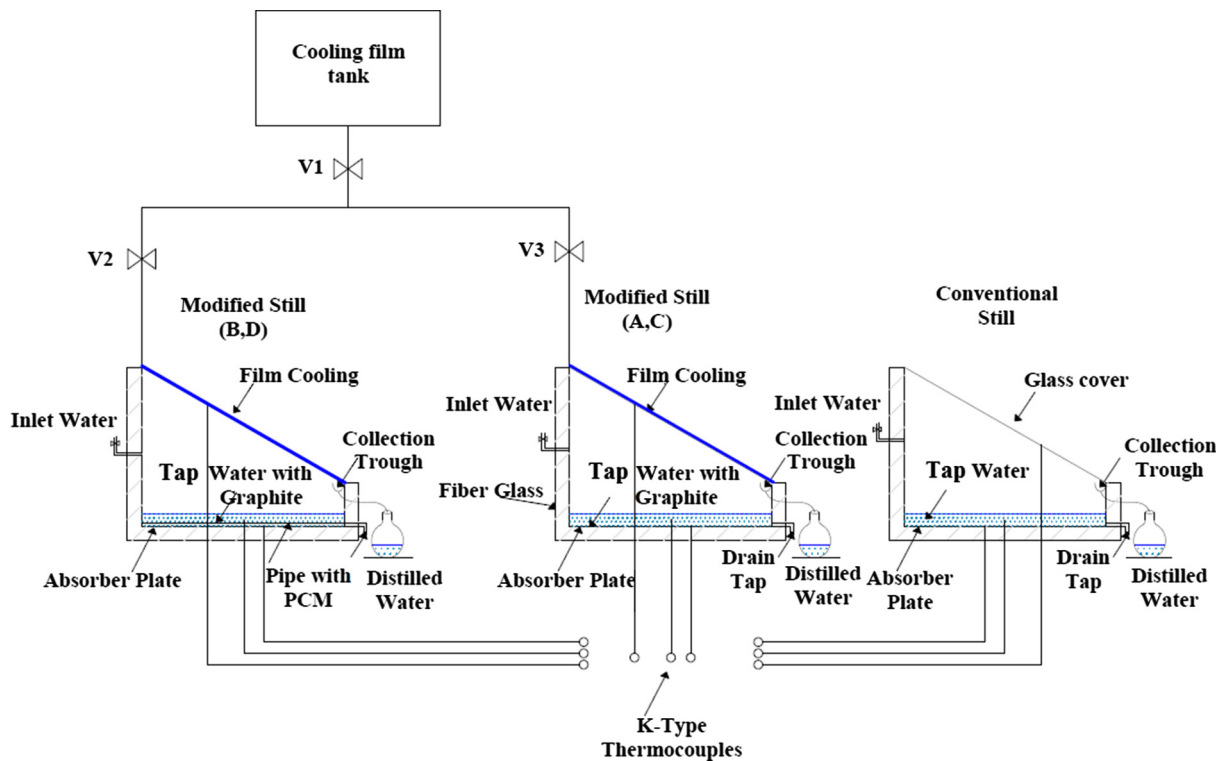 Cooling film
tank
V1
V2
V3
Modified Still
(B,D)
Modified Still
(A,C)
Conventional
Still
Film Cooling
Inlet Water
Collection
Trough
Tap Water with
Graphite
Absorber Plate
Pipe with
PCM
Distilled
Water
Film Cooling
Inlet Water
Collection
Trough
Tap Water with
Graphite
Fiber Glass
Absorber Plate
Drain
Tap
Distilled
Water
Glass cover
Inlet Water
Collection
Trough
Tap Water
Absorber
Plate
Drain
Tap
Distilled
Water
K-Type
Thermocouples